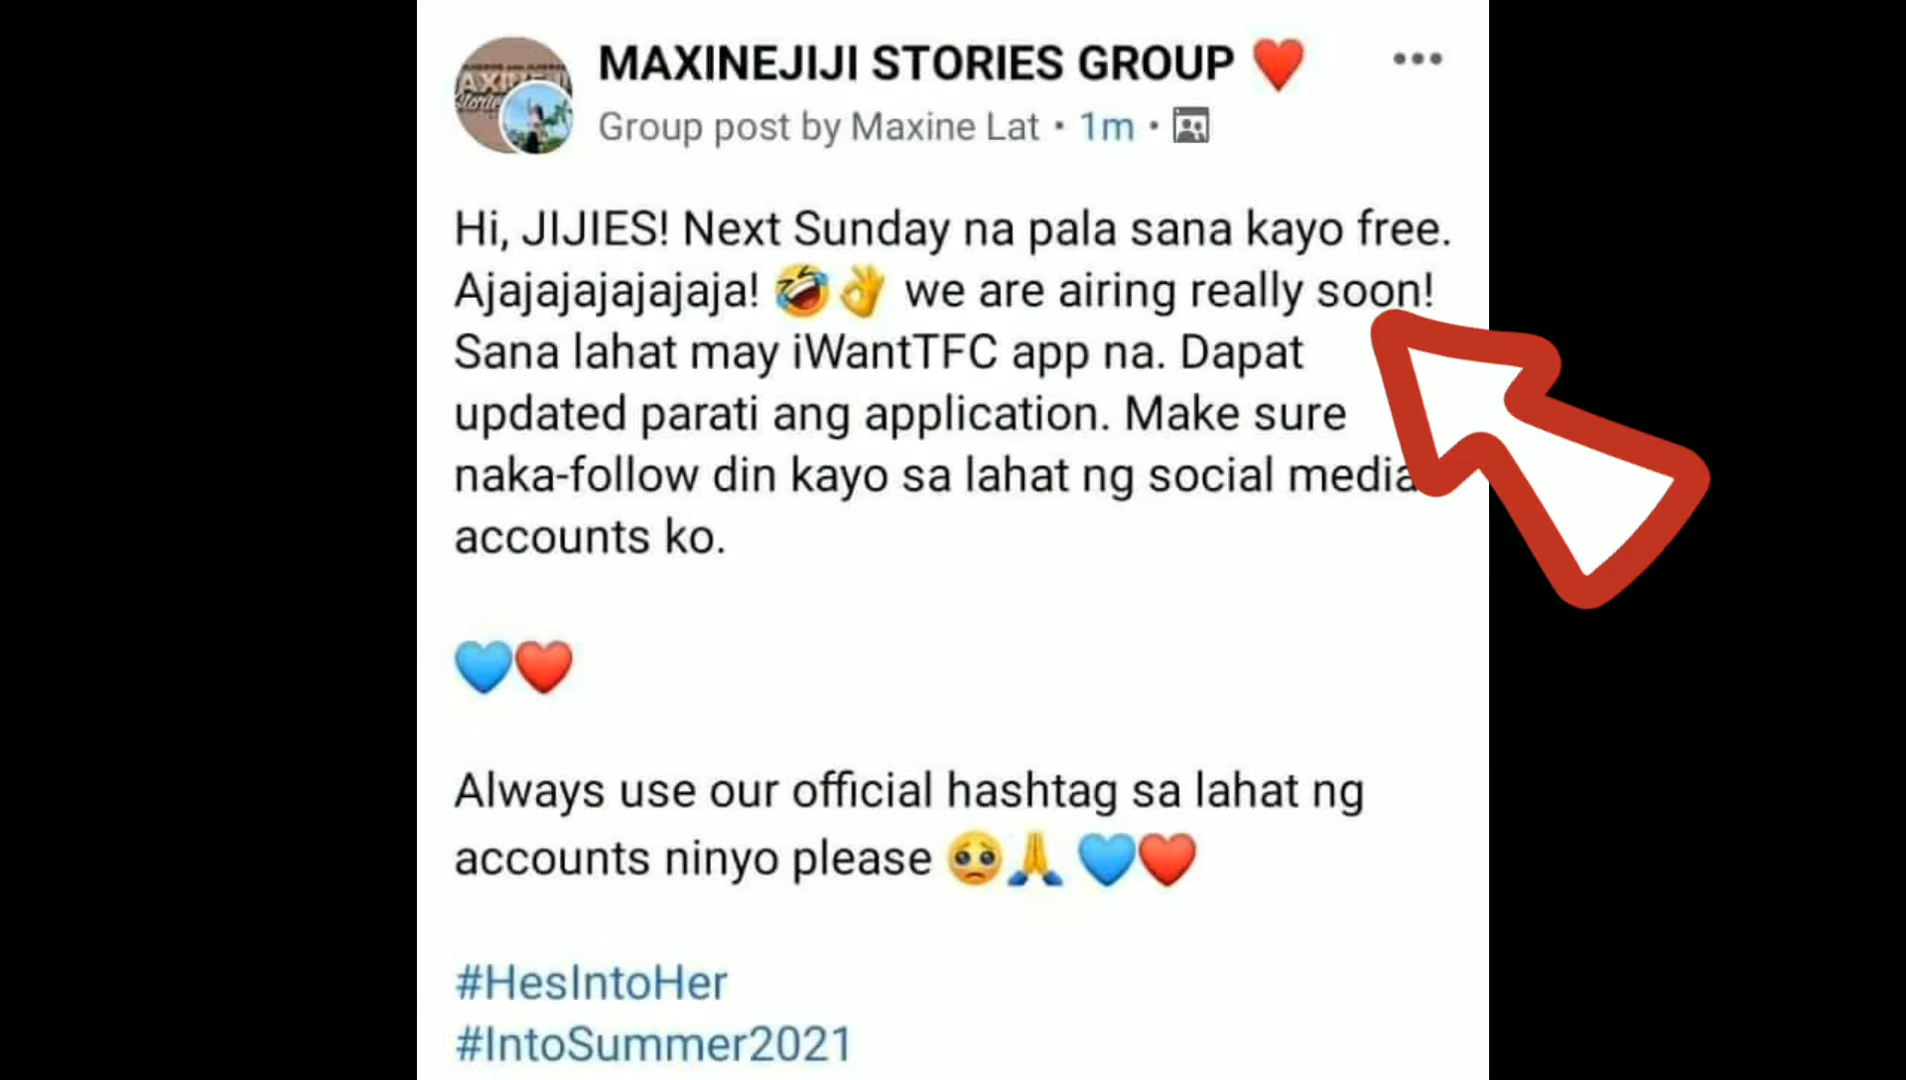 MAXINEJIJI STORIES GROUP ❤️
Group post by Maxine Lat • 1m •
Hi, JIJIES! Next Sunday na pala sana kayo free.
Ajajajajajajaja! 🤣👌 we are airing really soon!
Sana lahat may iWantTFC app na. Dapat
updated parati ang application. Make sure
naka-follow din kayo sa lahat ng social media
accounts ko.
💙❤️
Always use our official hashtag sa lahat ng
accounts ninyo please 🥺🙏 💙❤️
#HesIntoHer
#IntoSummer2021